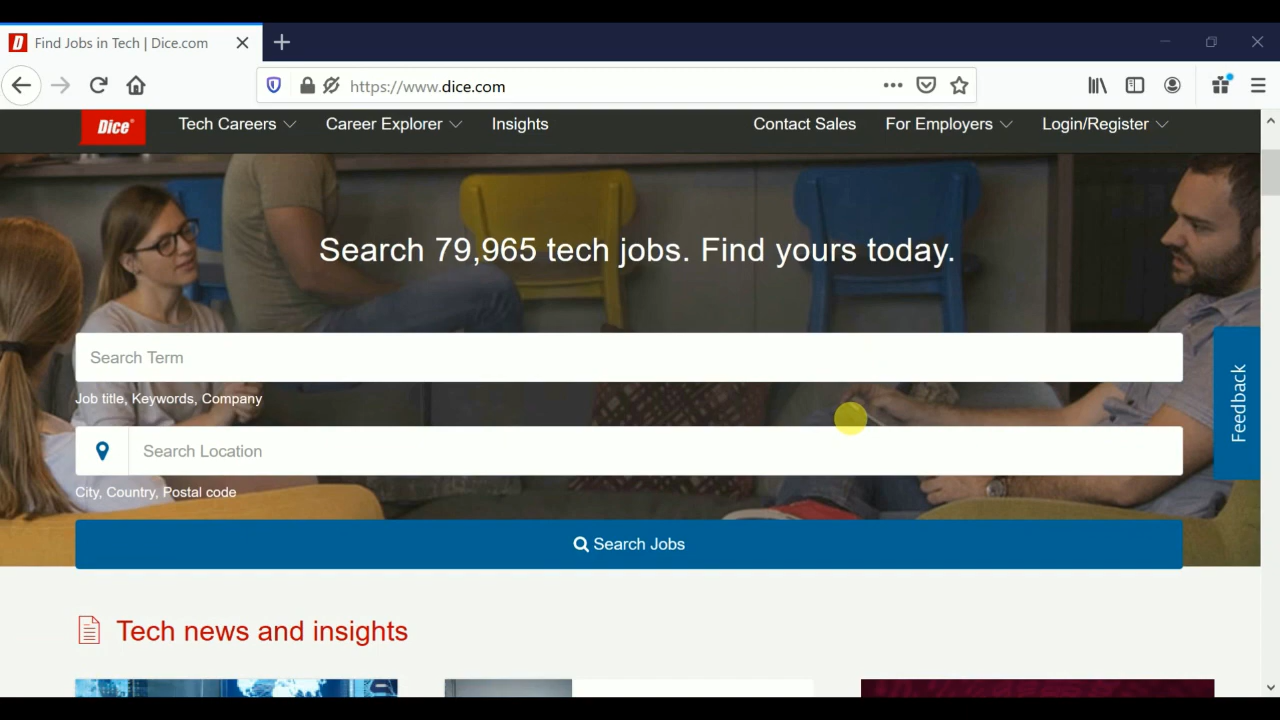 Find Jobs in Tech | Dice.com
https://www.dice.com
Dice
Tech Careers
Career Explorer
Insights
Contact Sales
For Employers
Login/Register
Search 79,965 tech jobs. Find yours today.
Search Term
Job title, Keywords, Company
Search Location
City, Country, Postal code
Search Jobs
Feedback
Tech news and insights